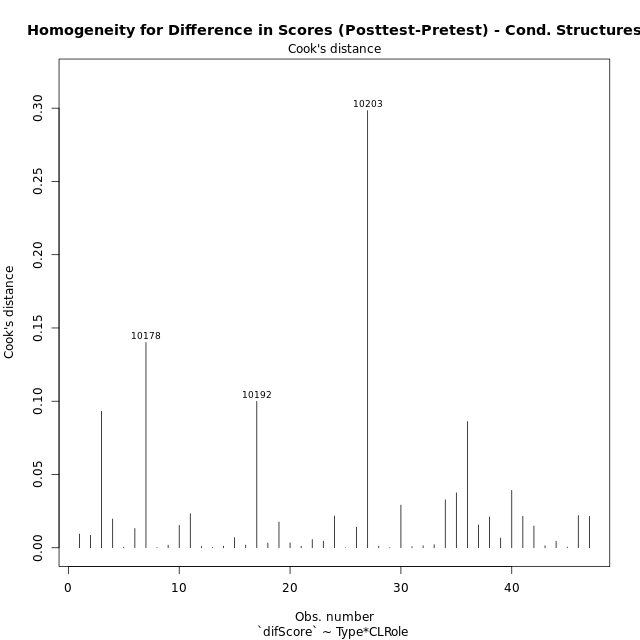 Homogeneity for Difference in Scores (Posttest-Pretest) - Cond. Structures
Cook's distance
Cook's distance
0.30
0.25
0.20
0.15
0.10
0.05
0.00
10203
10178
10192
0 10 20 30 40
Obs. number
`difScore` ~ Type*CLRole